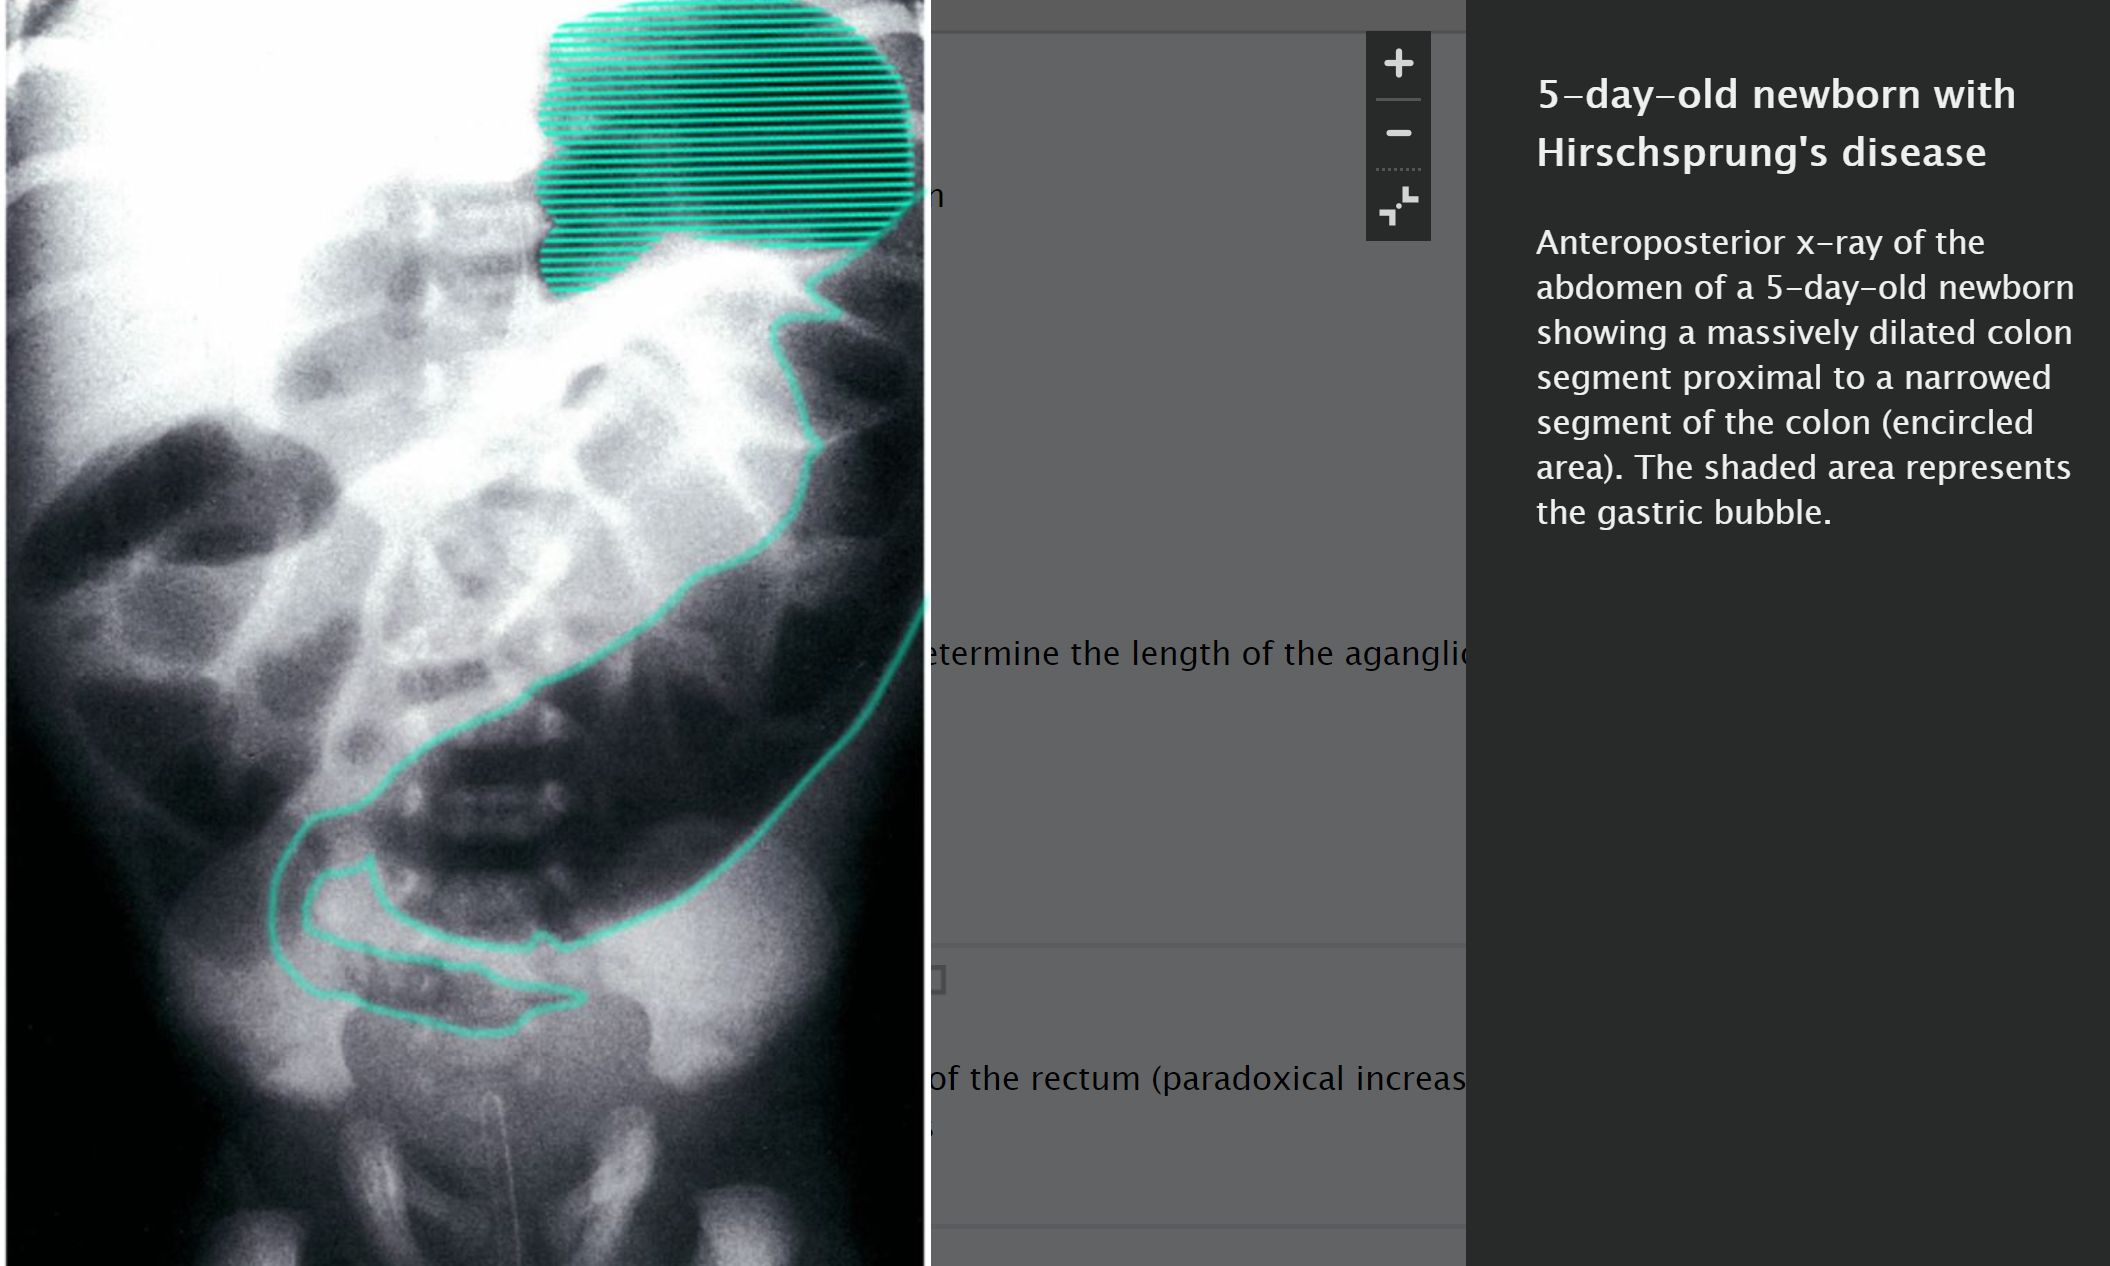 5-day-old newborn with
Hirschsprung's disease
Anteroposterior x-ray of the
abdomen of a 5-day-old newborn
showing a massively dilated colon
segment proximal to a narrowed
segment of the colon (encircled
area). The shaded area represents
the gastric bubble.
n
etermine the length of the aganglio
of the rectum (paradoxical increas